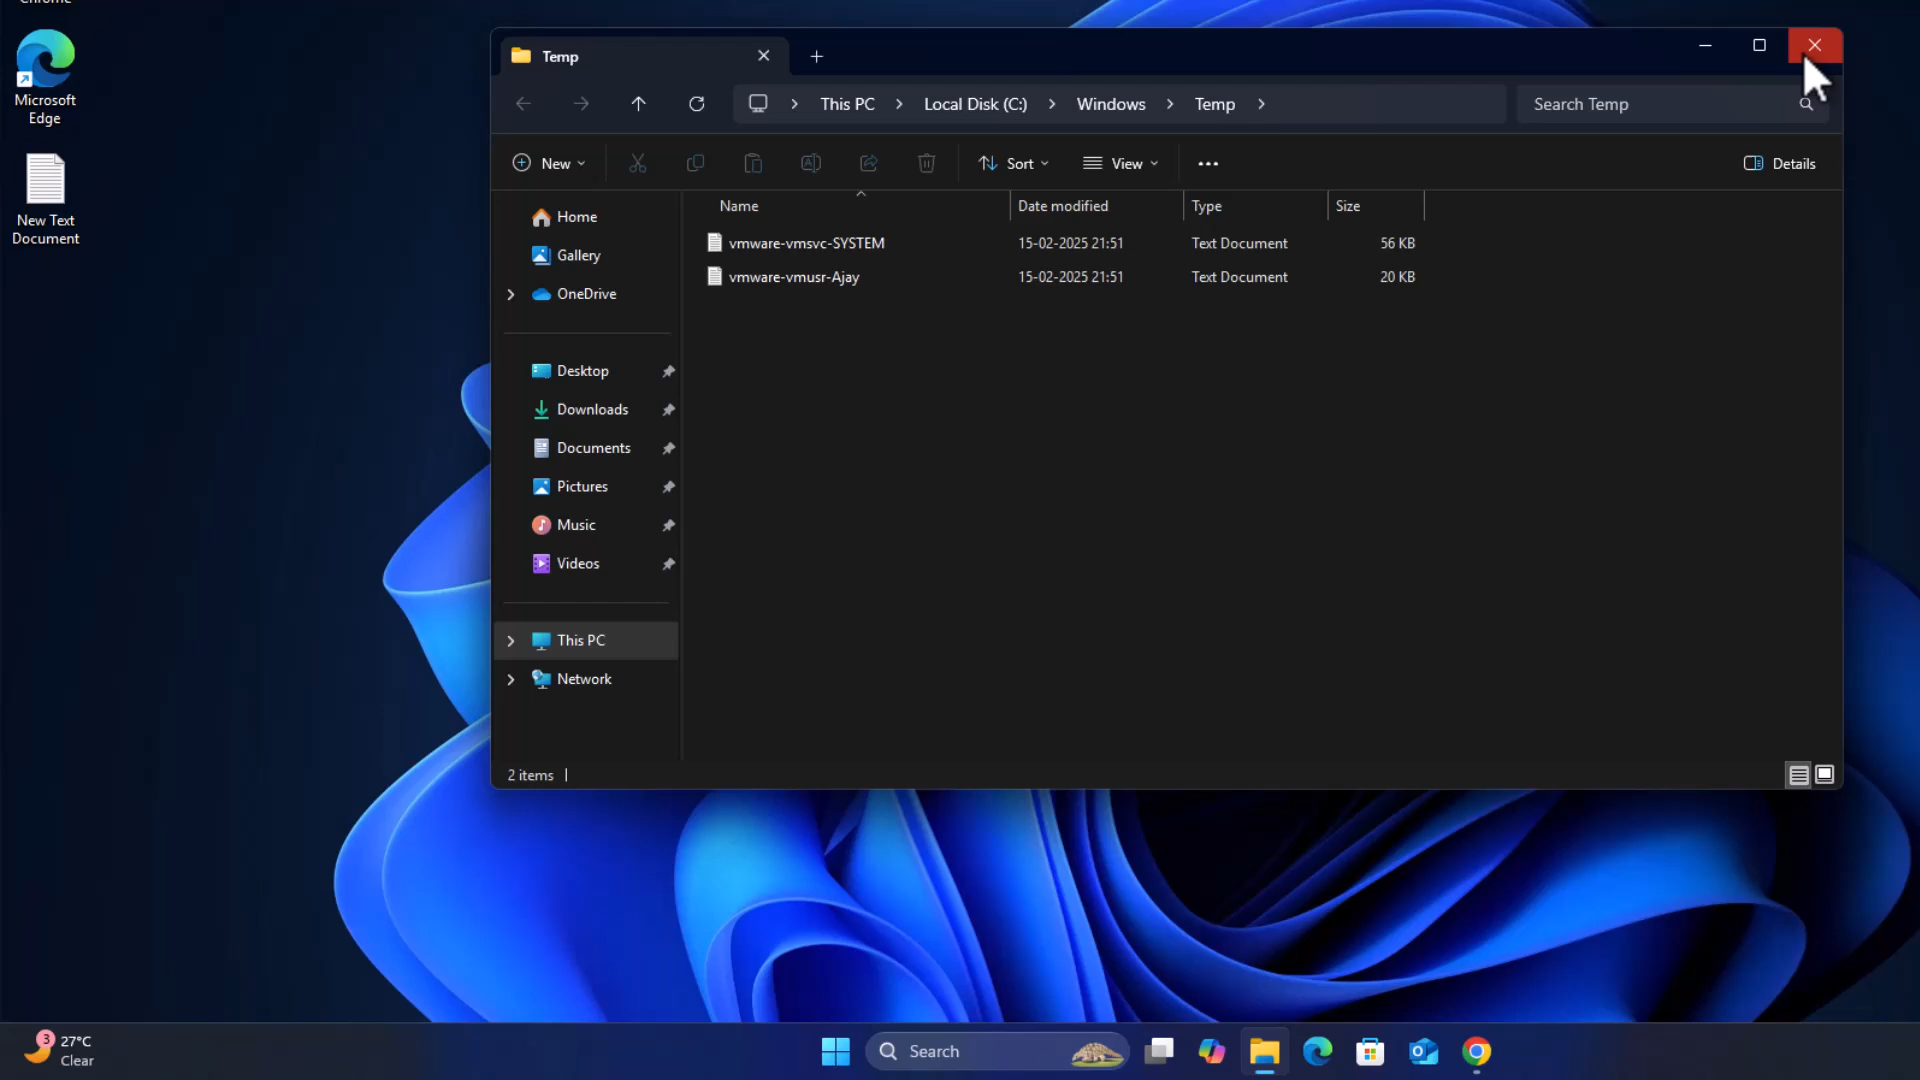 Chrome
Microsoft
Edge
New Text
Document
Temp
This PC
Local Disk (C:)
Windows
Temp
Search Temp
New
Sort
View
Details
Name
Date modified
Type
Size
vmware-vmsvc-SYSTEM 15-02-2025 21:51 Text Document 56 KB
vmware-vmusr-Ajay 15-02-2025 21:51 Text Document 20 KB
Home
Gallery
OneDrive
Desktop
Downloads
Documents
Pictures
Music
Videos
This PC
Network
2 items
3
27°C
Clear
Search